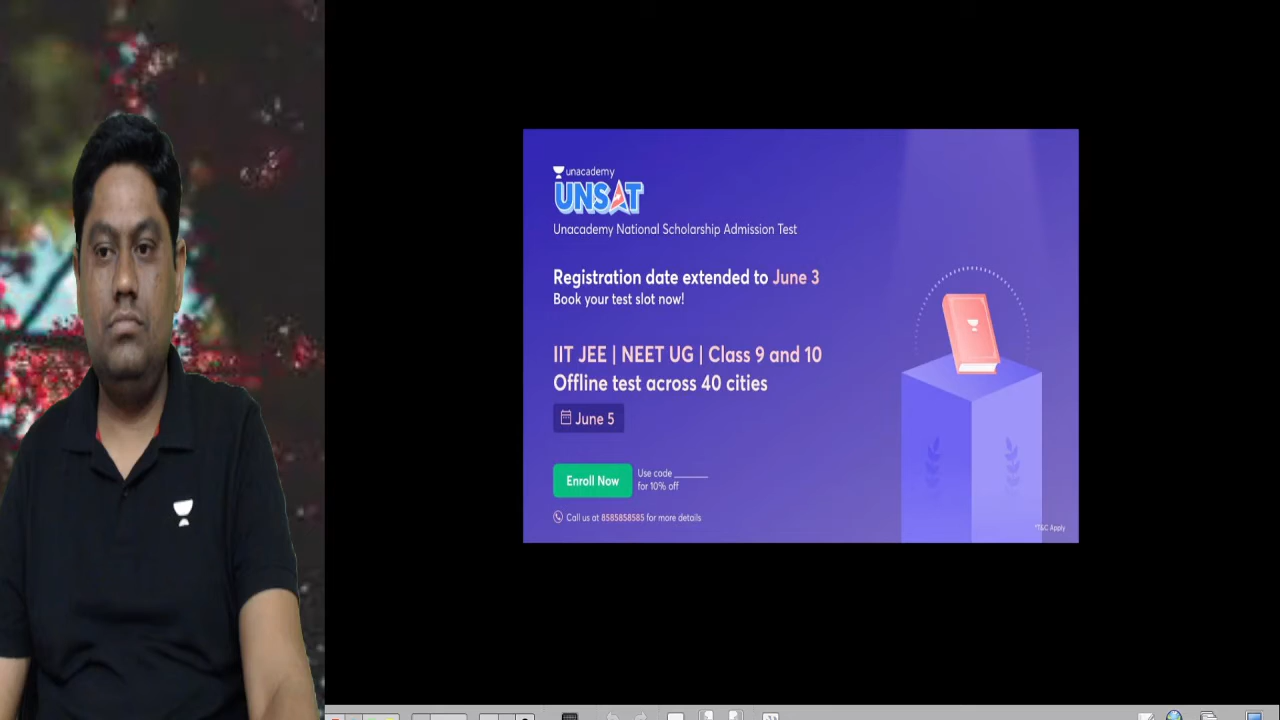 unacademy
UNSAT
Unacademy National Scholarship Admission Test
Registration date extended to June 3
Book your test slot now!
IIT JEE | NEET UG | Class 9 and 10
Offline test across 40 cities
June 5
Enroll Now
Use code ______
for 10% off
Call us at 8585858585 for more details
*T&C Apply